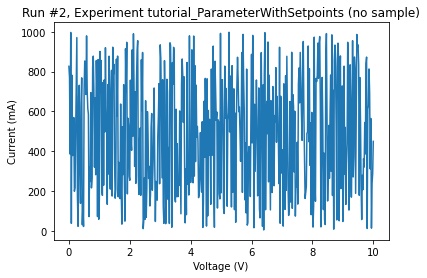 Run #2, Experiment tutorial_ParameterWithSetpoints (no sample)
1000
800
600
400
200
0
Current (mA)
0 2 4 6 8 10
Voltage (V)